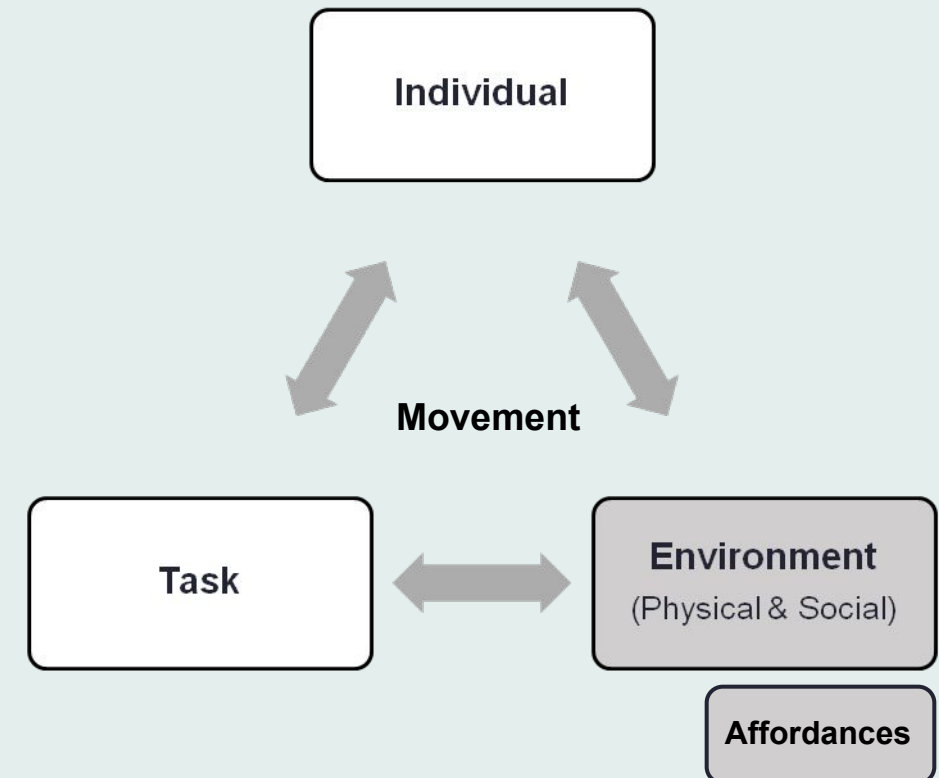 Individual
Movement
Task
Environment
(Physical & Social)
Affordances